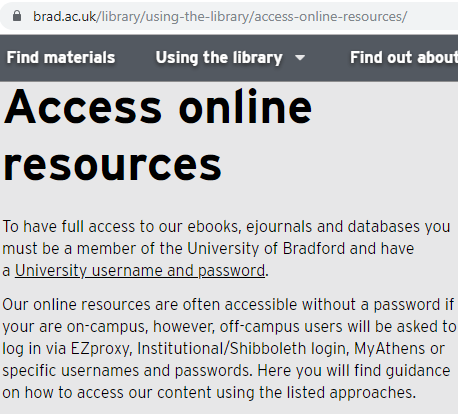 brad.ac.uk/library/using-the-library/access-online-resources/
Find materials Using the library Find out about
Access online
resources
To have full access to our ebooks, ejournals and databases you
must be a member of the University of Bradford and have
a University username and password.
Our online resources are often accessible without a password if
your are on-campus, however, off-campus users will be asked to
log in via EZproxy, Institutional/Shibboleth login, MyAthens or
specific usernames and passwords. Here you will find guidance
on how to access our content using the listed approaches.